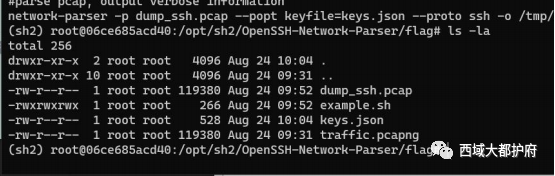 #parse pcap, output verbose information
network-parser -p dump_ssh.pcap --popt keyfile=keys.json --proto ssh -o /tmp/
(sh2) root@06ce685acd40:/opt/sh2/OpenSSH-Network-Parser/flag# ls -la
total 256
drwxr-xr-x 2 root root 4096 Aug 24 10:04 .
drwxr-xr-x 10 root root 4096 Aug 24 09:31 ..
-rw-r--r-- 1 root root 119380 Aug 24 09:52 dump_ssh.pcap
-rwxrwxrwx 1 root root 266 Aug 24 09:52 example.sh
-rw-r--r-- 1 root root 528 Aug 24 10:04 keys.json
-rw-r--r-- 1 root root 119380 Aug 24 09:31 traffic.pcapng
(sh2) root@06ce685acd40:/opt/sh2/OpenSSH-Network-Parser/flag#
西域大都护府